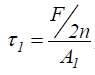 τ₁ = (F/2n)/A₁